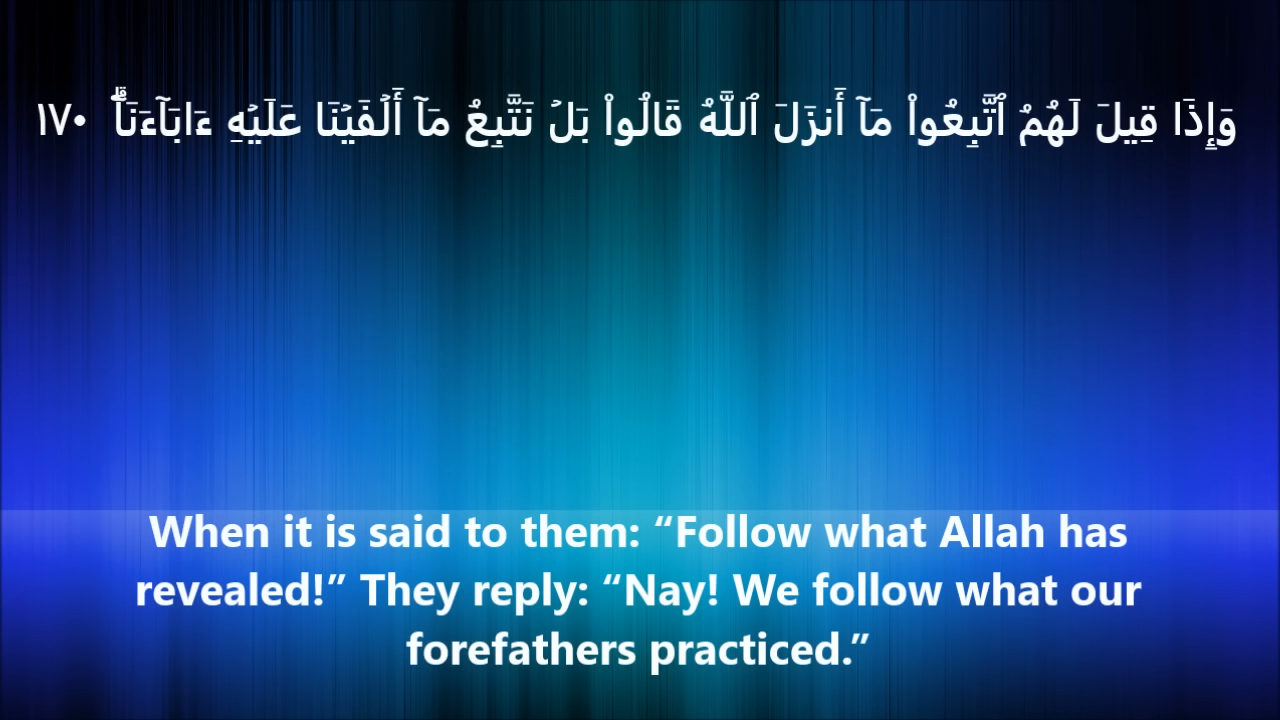 وَإِذَا قِيلَ لَهُمُ ٱتَّبِعُوا۟ مَآ أَنزَلَ ٱللَّهُ قَالُوا۟ بَلۡ نَتَّبِعُ مَآ أَلۡفَيۡنَا عَلَيۡهِ ءَابَآءَنَآۗ ١٧٠
When it is said to them: “Follow what Allah has
revealed!” They reply: “Nay! We follow what our
forefathers practiced.”